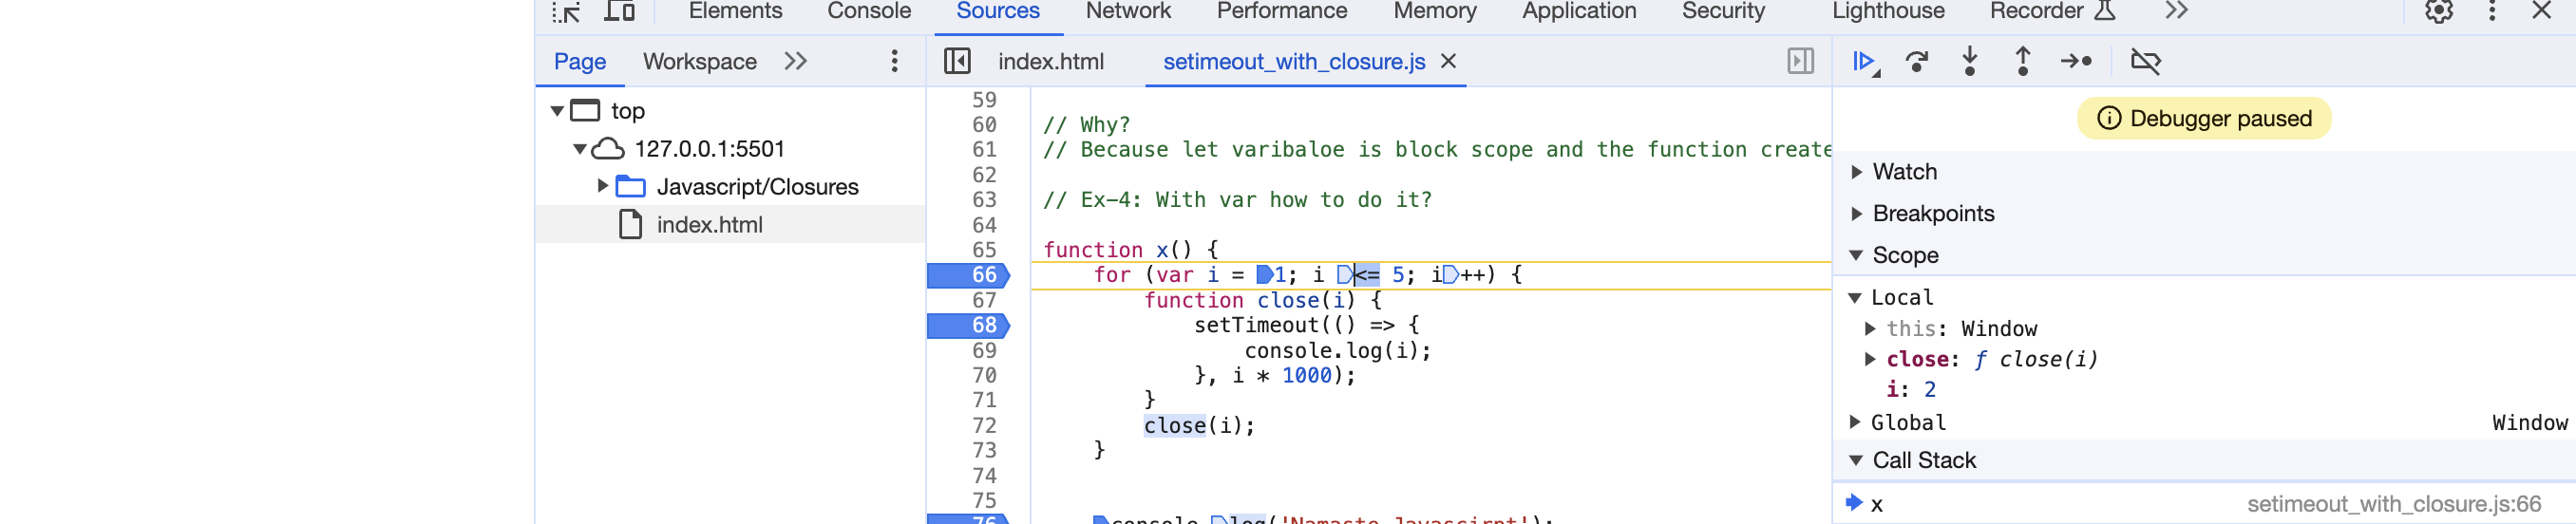 Elements Console Sources Network Performance Memory Application Security Lighthouse Recorder
Page Workspace
top
127.0.0.1:5501
Javascript/Closures
index.html
index.html setimeout_with_closure.js
59
60 // Why?
61 // Because let varibaloe is block scope and the function create
62
63 // Ex-4: With var how to do it?
64
65 function x() {
66 for (var i = 1; i <= 5; i++) {
67 function close(i) {
68 setTimeout(() => {
69 console.log(i);
70 }, i * 1000);
71 }
72 close(i);
73 }
74
75
76 console.log('Namaste Javascirpt');
Debugger paused
Watch
Breakpoints
Scope
Local
this: Window
close: ƒ close(i)
i: 2
Global Window
Call Stack
x setimeout_with_closure.js:66